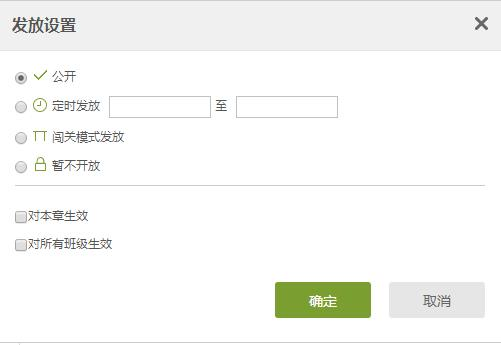 发放设置
公开
定时发放 至
闯关模式发放
暂不开放
对本章生效
对所有班级生效
确定 取消